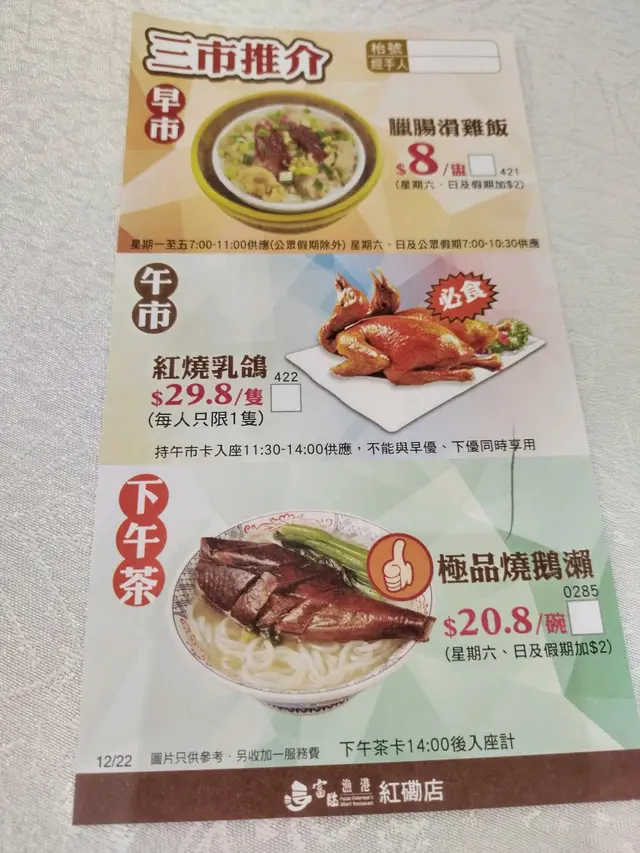 三市推介
枱號
經手人
早市
臘腸滑雞飯
$8/盅
421
(星期六、日及假期加$2)
星期一至五7:00-11:00供應(公眾假期除外) 星期六、日及公眾假期7:00-10:30供應
午市
必食
紅燒乳鴿
422
$29.8/隻
(每人只限1隻)
持午市卡入座11:30-14:00供應，不能與早優、下優同時享用
下午茶
極品燒鵝瀨
0285
$20.8/碗
(星期六、日及假期加$2)
12/22 圖片只供參考．另收加一服務費 下午茶卡14:00後入座計
富臨漁港 紅磡店